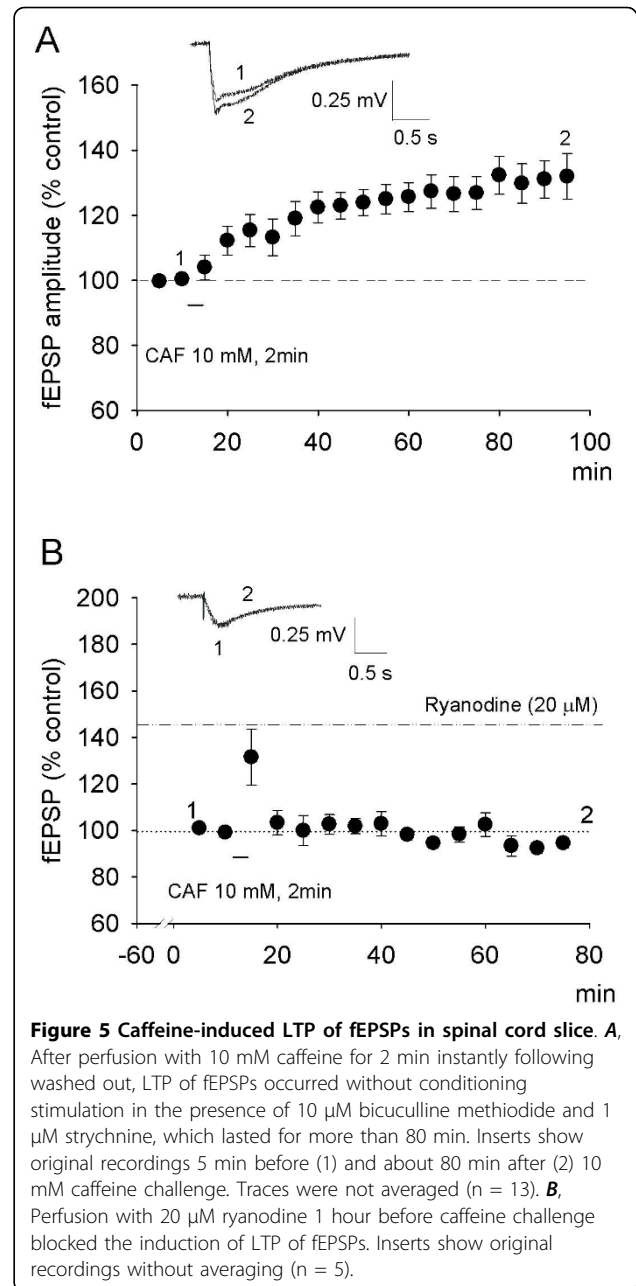 A
160
140
120
100
80
60
fEPSP amplitude (% control)
1
2
0.25 mV
0.5 s
2
1
CAF 10 mM, 2min
0 20 40 60 80 100
min
B
200
180
160
140
120
100
80
60
fEPSP (% control)
2
1
0.25 mV
0.5 s
Ryanodine (20 µM)
1
2
CAF 10 mM, 2min
-60 0 20 40 60 80
min
Figure 5 Caffeine-induced LTP of fEPSPs in spinal cord slice. A,
After perfusion with 10 mM caffeine for 2 min instantly following
washed out, LTP of fEPSPs occurred without conditioning
stimulation in the presence of 10 µM bicuculline methiodide and 1
µM strychnine, which lasted for more than 80 min. Inserts show
original recordings 5 min before (1) and about 80 min after (2) 10
mM caffeine challenge. Traces were not averaged (n = 13). B,
Perfusion with 20 µM ryanodine 1 hour before caffeine challenge
blocked the induction of LTP of fEPSPs. Inserts show original
recordings without averaging (n = 5).